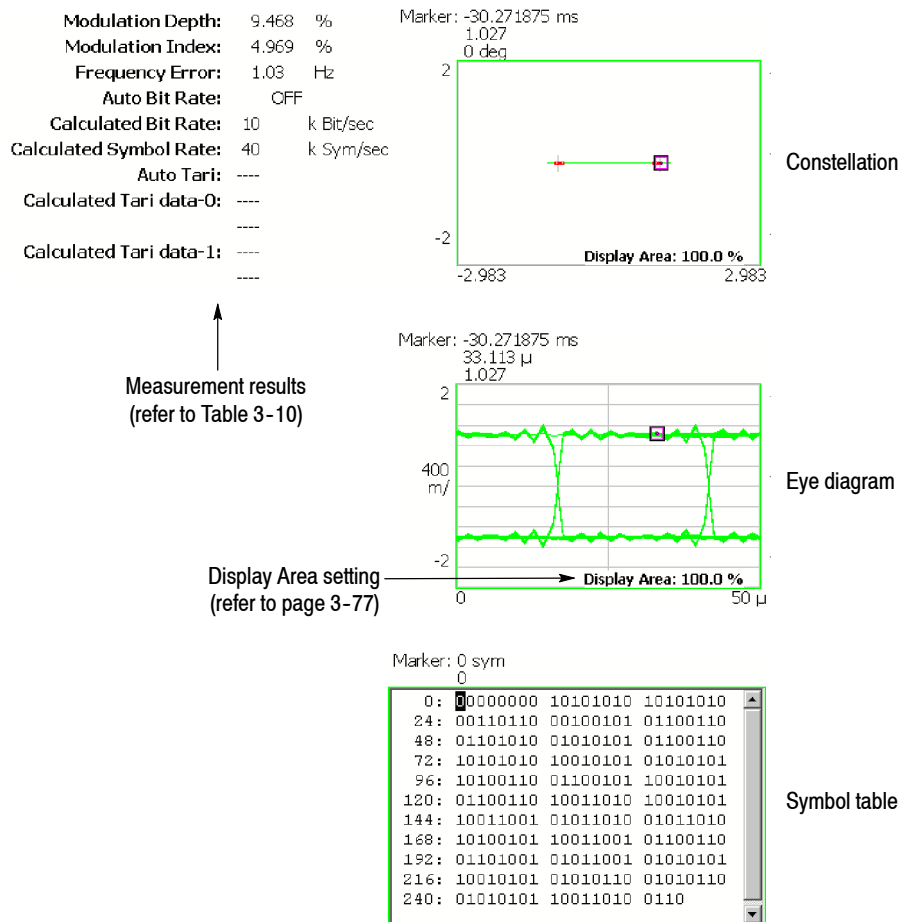 Modulation Depth: 9.468 %
Modulation Index: 4.969 %
Frequency Error: 1.03 Hz
Auto Bit Rate: OFF
Calculated Bit Rate: 10 k Bit/sec
Calculated Symbol Rate: 40 k Sym/sec
Auto Tari: ----
Calculated Tari data-0: ----
----
Calculated Tari data-1: ----
----
Measurement results
(refer to Table 3-10)
Marker: -30.271875 ms
1.027
0 deg
2
-2
Display Area: 100.0 %
-2.983 2.983
Constellation
Marker: -30.271875 ms
33.113 µ
1.027
2
400
m/
-2
Display Area: 100.0 %
0 50 µ
Eye diagram
Display Area setting
(refer to page 3-77)
Marker: 0 sym
0
0: 00000000 10101010 10101010
24: 00110110 00100101 01100110
48: 01101010 01010101 01100110
72: 10101010 10010101 01010101
96: 10100110 01100101 10010101
120: 01100110 10011010 10010101
144: 10011001 01011010 01011010
168: 10100101 10011001 01100110
192: 01101001 01011001 01010101
216: 10010101 01010110 01010110
240: 01010101 10011010 0110
Symbol table